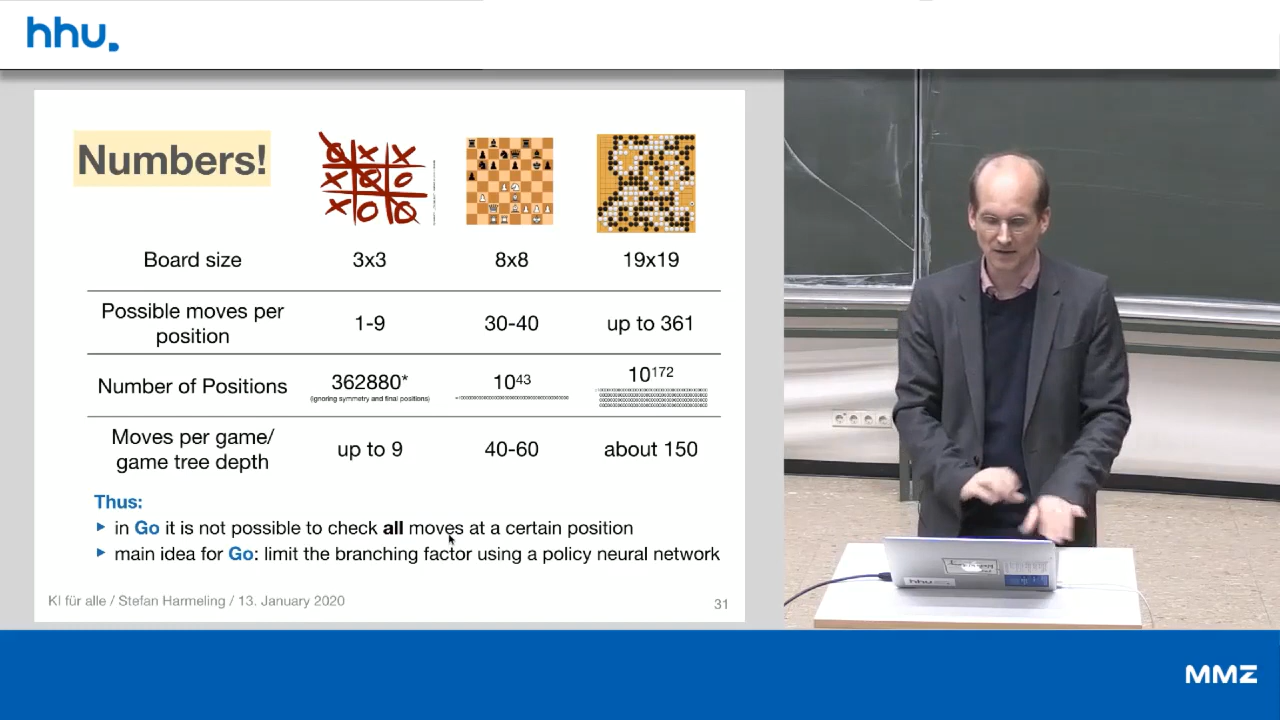 hhu.
Numbers!
Board size 3x3 8x8 19x19
Possible moves per position 1-9 30-40 up to 361
Number of Positions 362880* 10⁴³ 10¹⁷²
(ignoring symmetry and final positions)
Moves per game/ game tree depth up to 9 40-60 about 150
Thus:
in Go it is not possible to check all moves at a certain position
main idea for Go: limit the branching factor using a policy neural network
KI für alle / Stefan Harmeling / 13. January 2020
31
hhu
MMZ